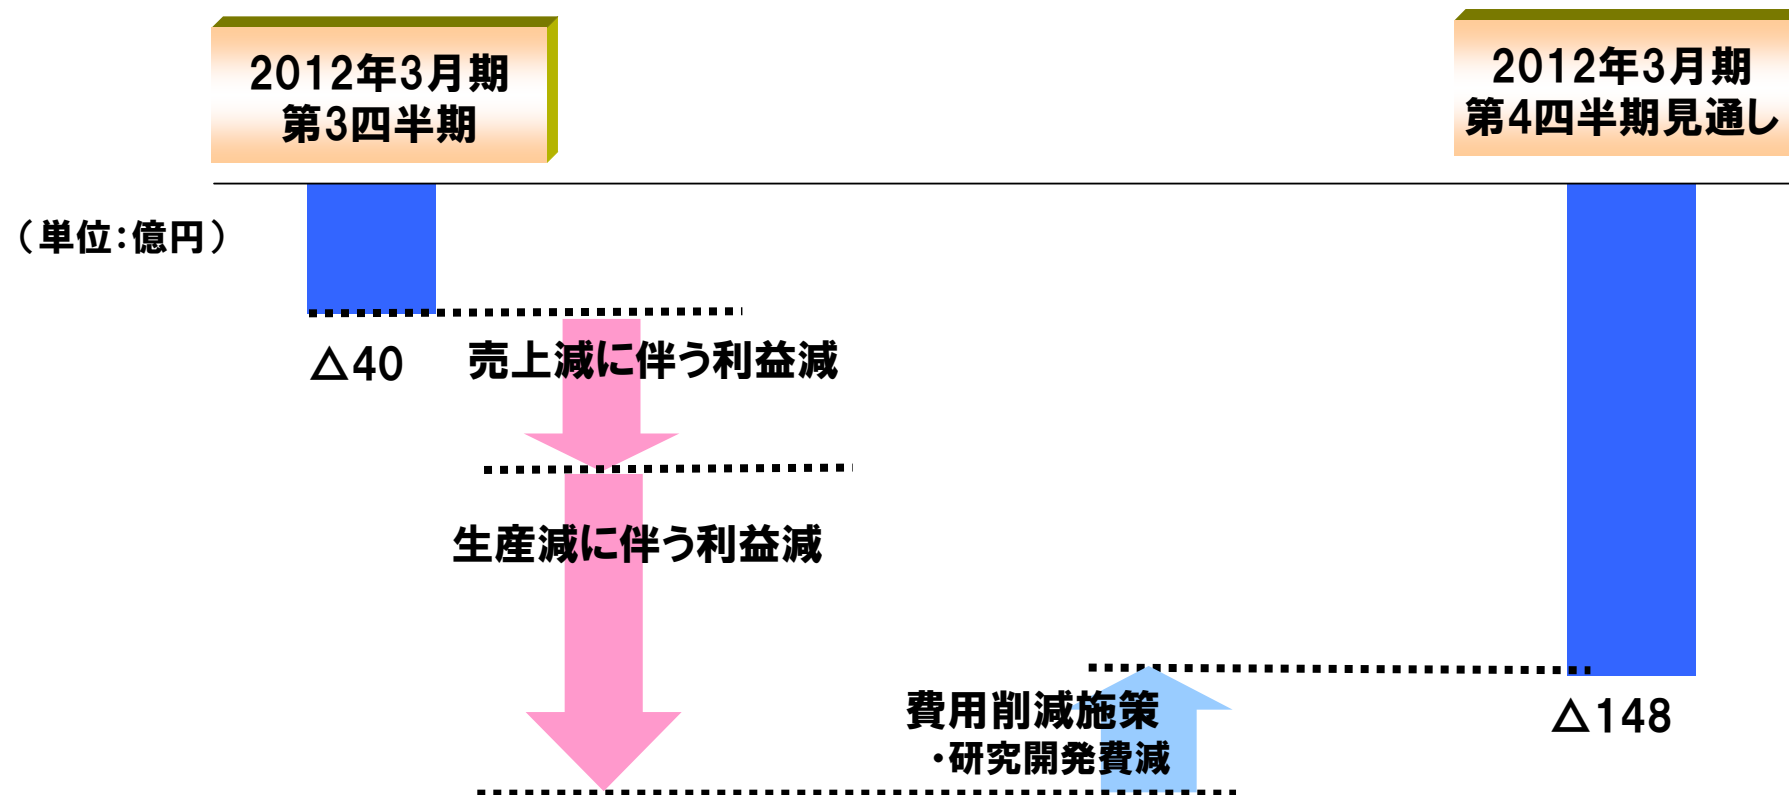 2012年3月期
第3四半期
2012年3月期
第4四半期見通し
（単位：億円）
△40
売上減に伴う利益減
生産減に伴う利益減
費用削減施策
・研究開発費減
△148